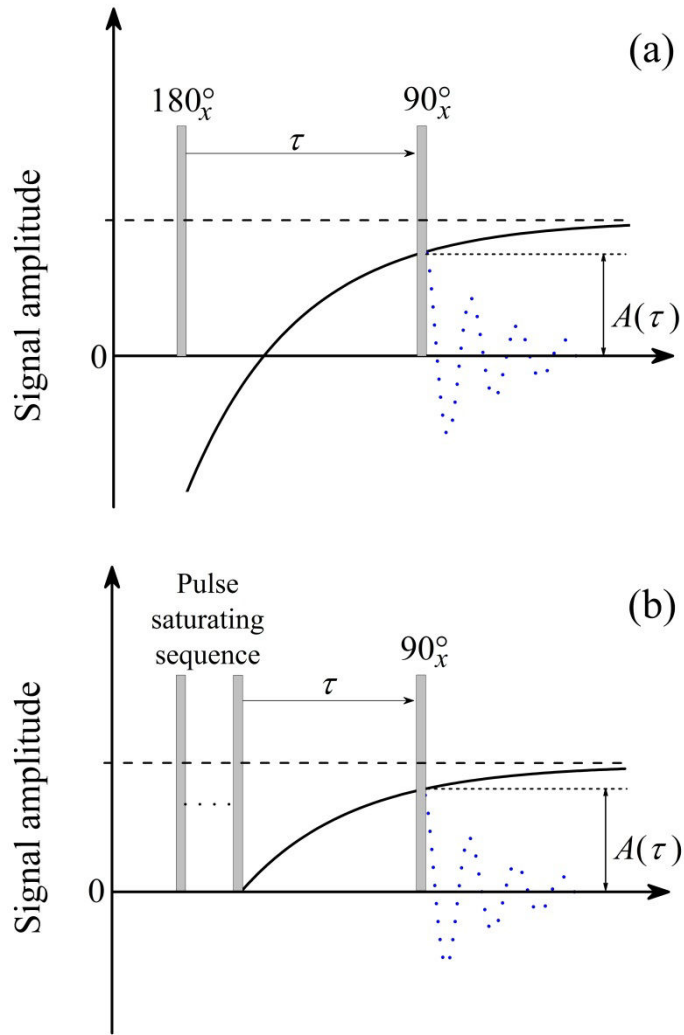 (a)
180°x
90°x
τ
Signal amplitude
0
A(τ)
(b)
Pulse
saturating
sequence
90°x
τ
Signal amplitude
0
A(τ)